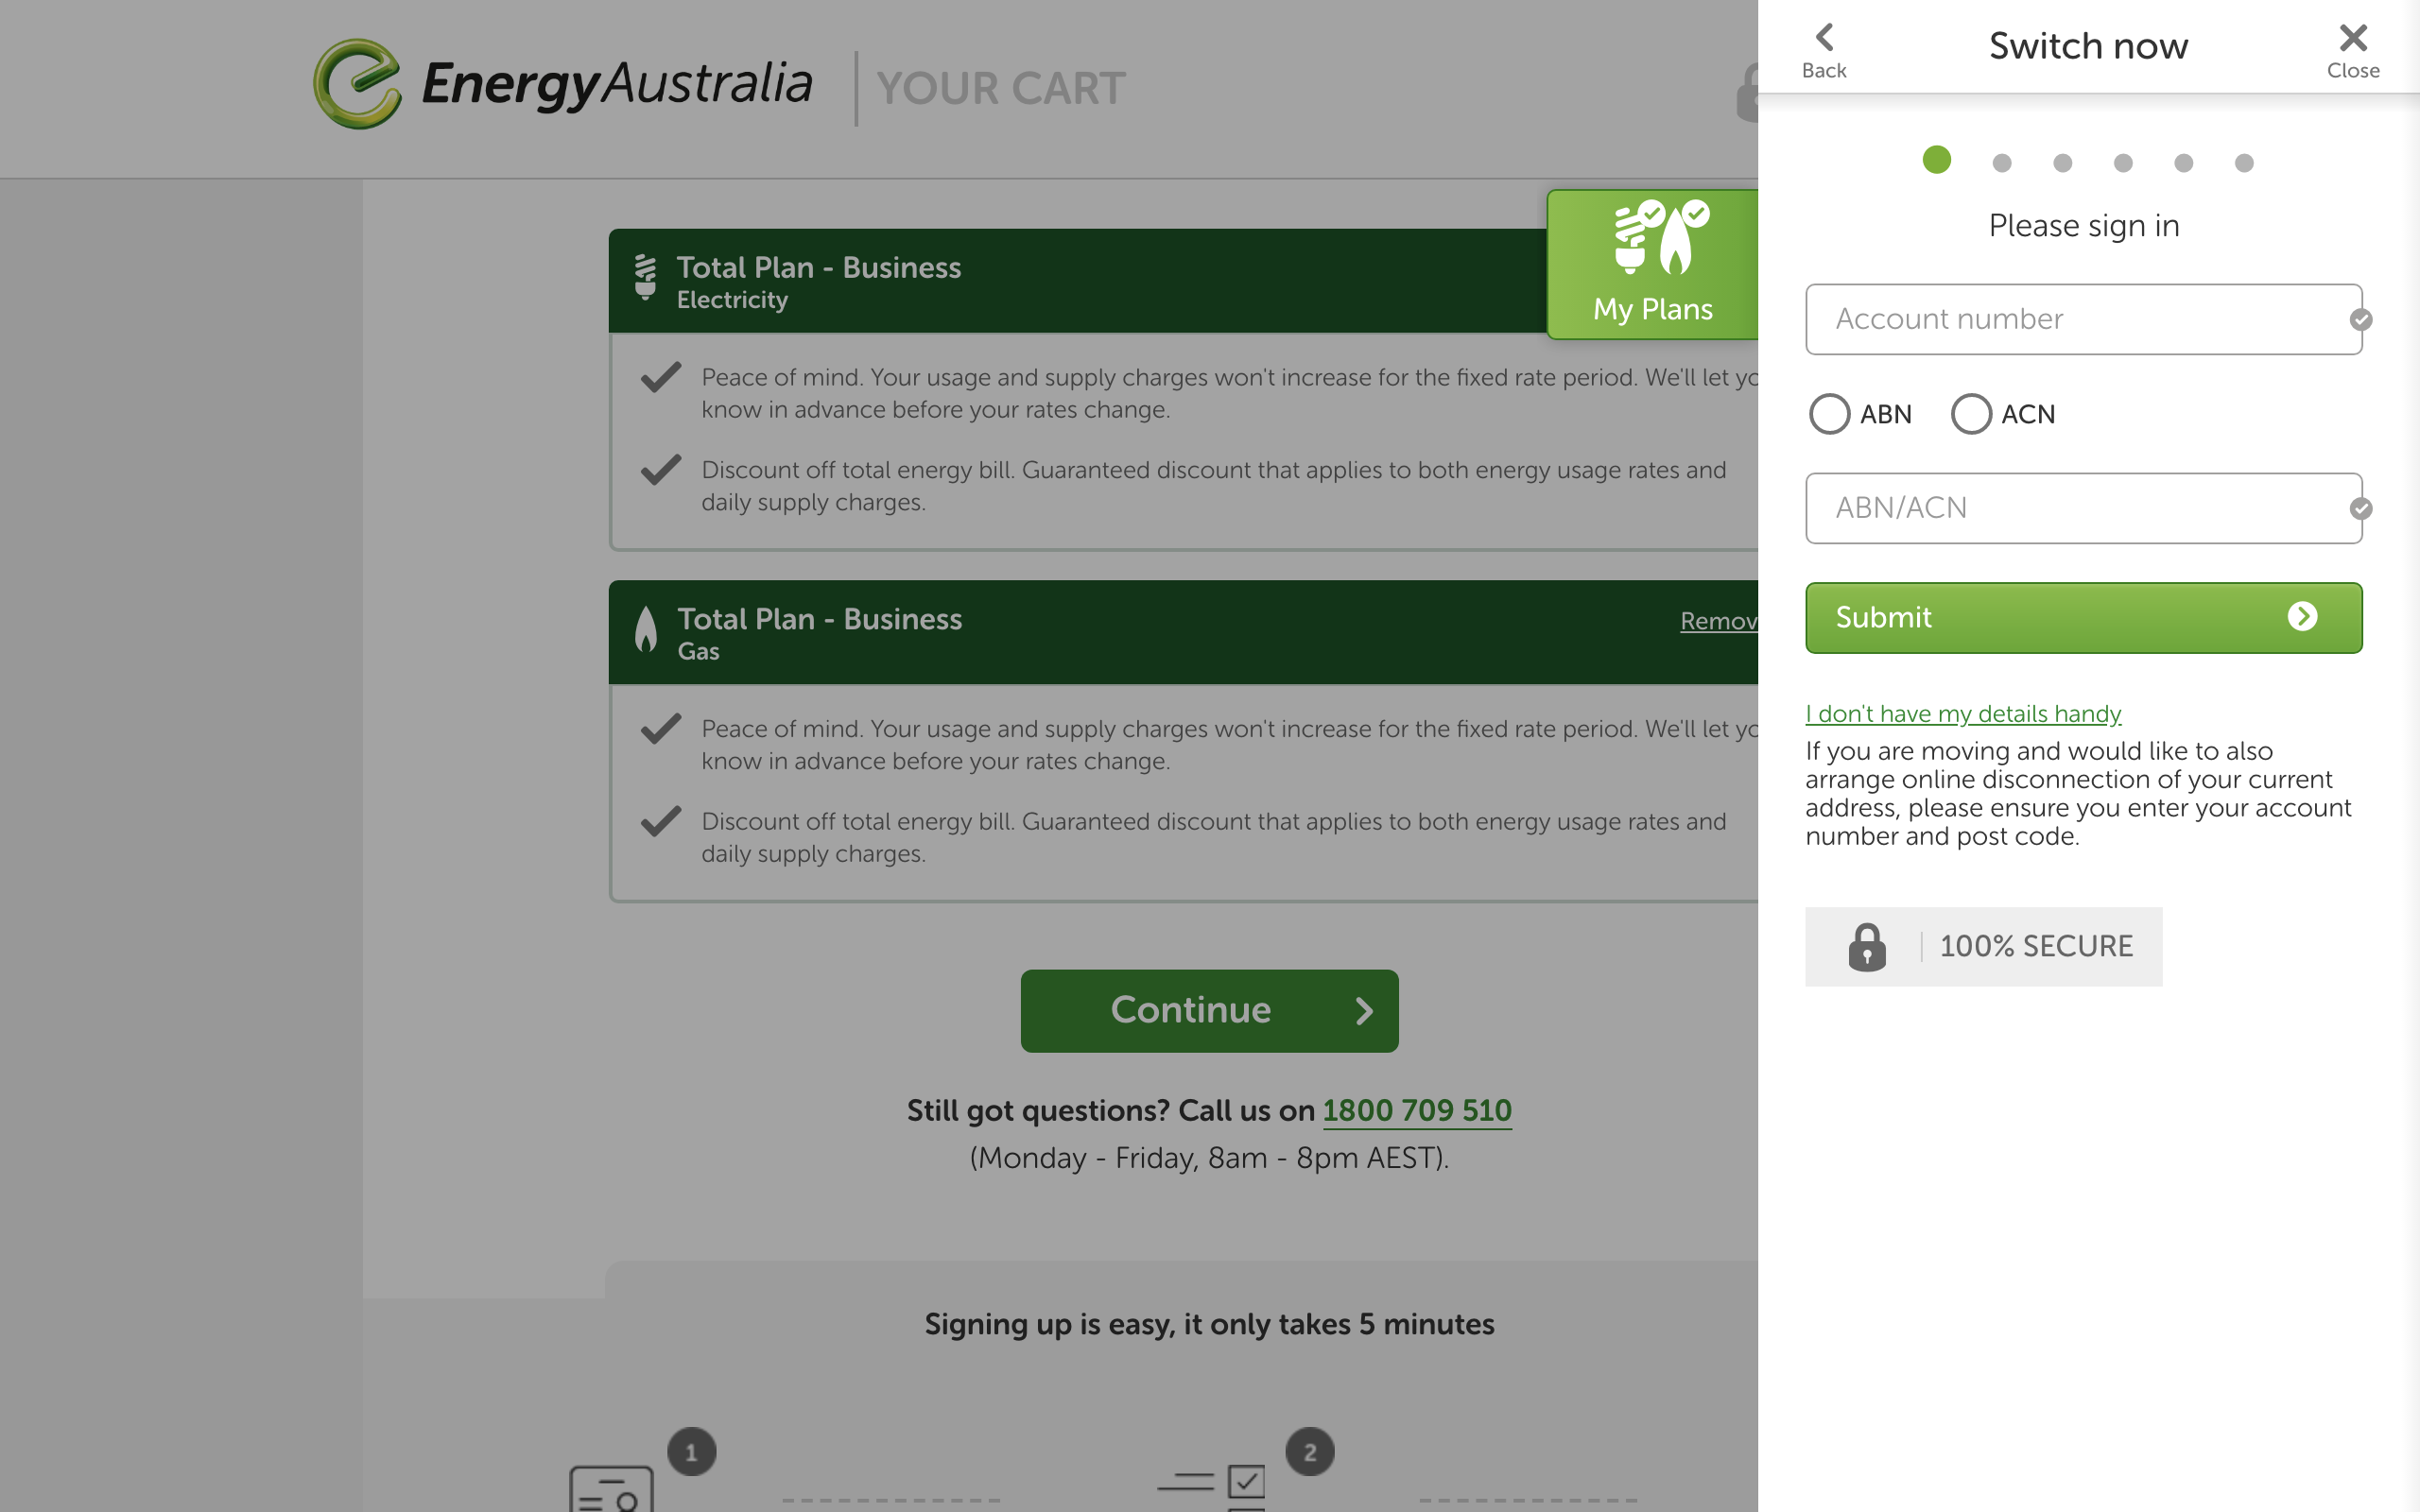 EnergyAustralia
YOUR CART
Total Plan - Business
Electricity
Peace of mind. Your usage and supply charges won't increase for the fixed rate period. We'll let
know in advance before your rates change.
Discount off total energy bill. Guaranteed discount that applies to both energy usage rates and
daily supply charges.
My Plans
Total Plan - Business
Gas
Peace of mind. Your usage and supply charges won't increase for the fixed rate period. We'll let
know in advance before your rates change.
Discount off total energy bill. Guaranteed discount that applies to both energy usage rates and
daily supply charges.
Continue
Still got questions? Call us on 1800 709 510
(Monday - Friday, 8am - 8pm AEST).
Signing up is easy, it only takes 5 minutes
1
2
Back
Switch now
Close
Please sign in
Account number
ABN
ACN
ABN/ACN
Submit
I don't have my details handy
If you are moving and would like to also
arrange online disconnection of your current
address, please ensure you enter your account
number and post code.
100% SECURE